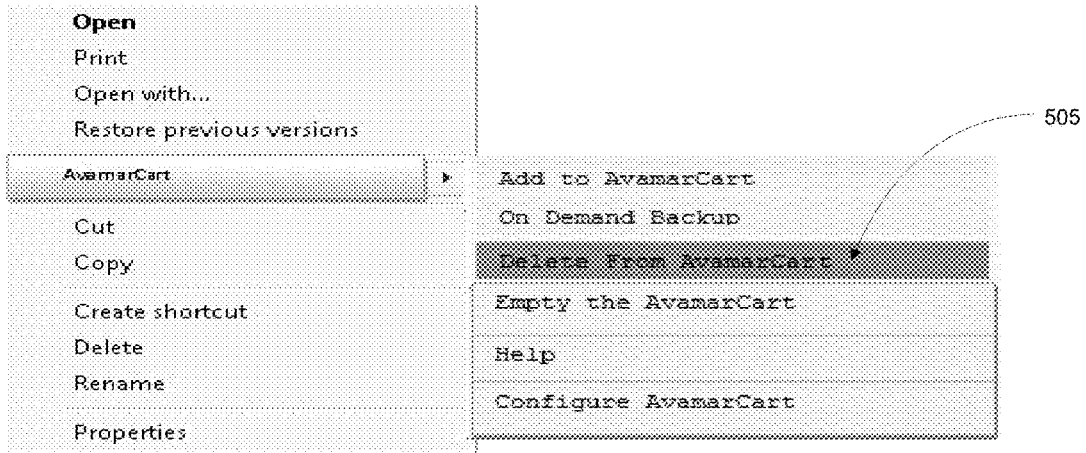 Open
Print
Open with...
Restore previous versions
AvamarCart
Cut
Copy
Create shortcut
Delete
Rename
Properties
Add to AvamarCart
On Demand Backup
Delete From AvamarCart
Empty the AvamarCart
Help
Configure AvamarCart
505